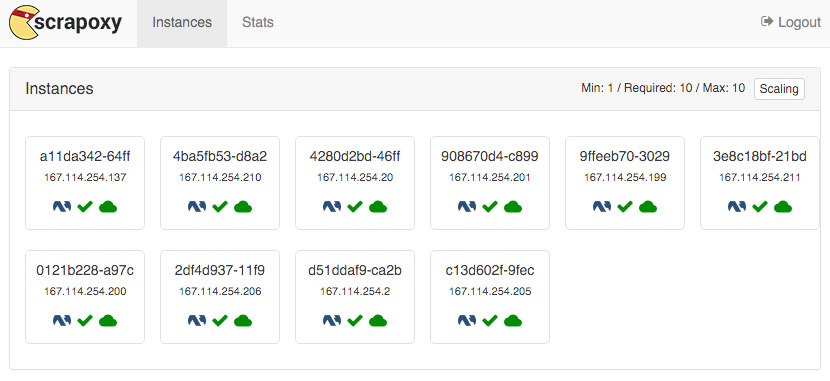 scrapoxy Instances Stats Logout
Instances Min: 1 / Required: 10 / Max: 10 Scaling
a11da342-64ff 4ba5fb53-d8a2 4280d2bd-46ff 908670d4-c899 9ffeeb70-3029 3e8c18bf-21bd
167.114.254.137 167.114.254.210 167.114.254.20 167.114.254.201 167.114.254.199 167.114.254.211
0121b228-a97c 2df4d937-11f9 d51ddaf9-ca2b c13d602f-9fec
167.114.254.200 167.114.254.206 167.114.254.2 167.114.254.205